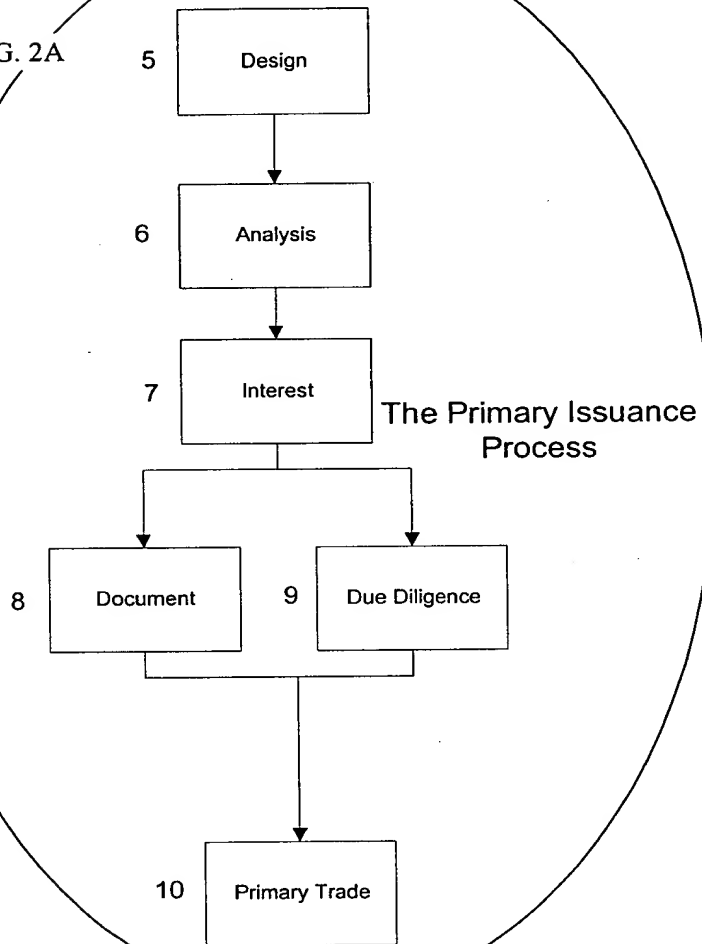 G. 2A
5
Design
6
Analysis
7
Interest
The Primary Issuance
Process
8
Document
9
Due Diligence
10
Primary Trade